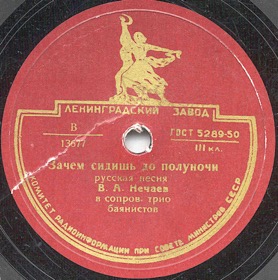 ЛЕНИНГРАДСКИЙ ЗАВОД
В
13677
ГОСТ 5289-50
III кл.
Зачем сидишь до полуночи
русская песня
В. А. Нечаев
в сопров. трио
баянистов
КОМИТЕТ РАДИОИНФОРМАЦИИ ПРИ СОВЕТЕ МИНИСТРОВ СССР